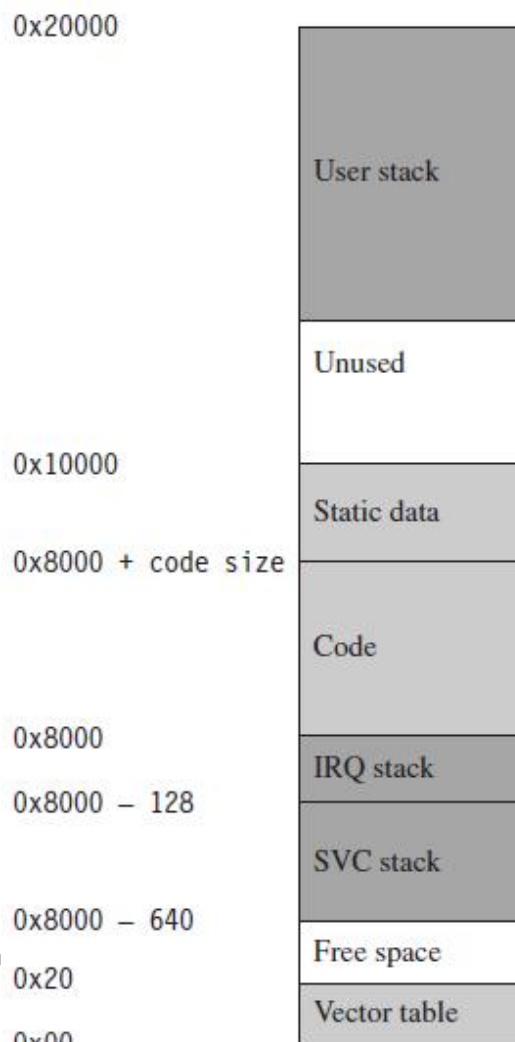 0x20000
User stack
Unused
0x10000
Static data
0x8000 + code size
Code
0x8000
IRQ stack
0x8000 – 128
SVC stack
0x8000 – 640
Free space
0x20
Vector table
0x00